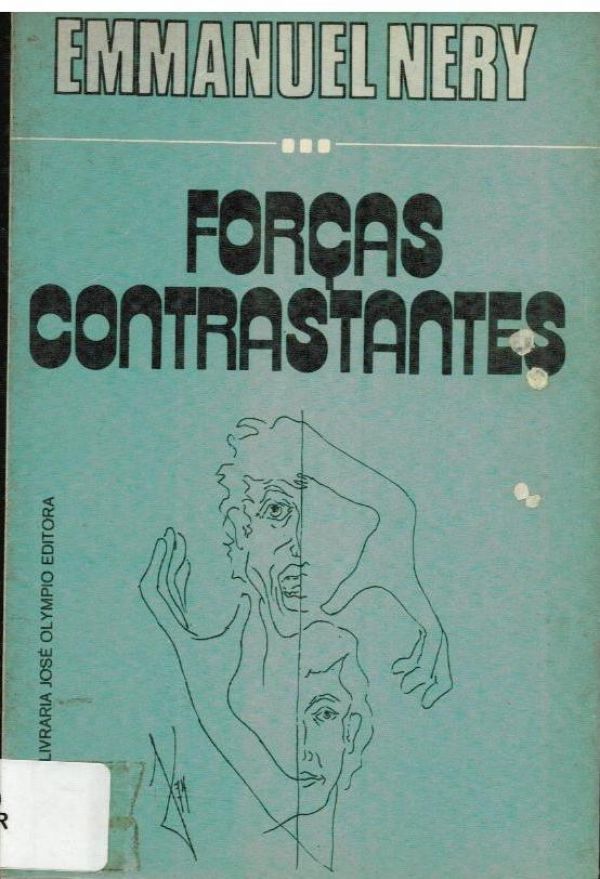 EMMANUEL NERY
FORÇAS
CONTRASTANTES
LIVRARIA JOSÉ OLYMPIO EDITORA
R